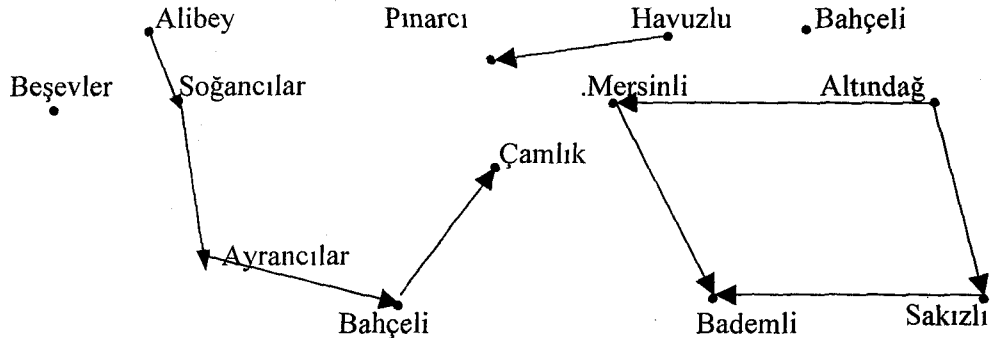 Alibey
Pınarcı
Havuzlu
Bahçeli
Beşevler
Soğancılar
.Mersinli
Altındağ
Çamlık
Ayrancılar
Bahçeli
Bademli
Sakızlı